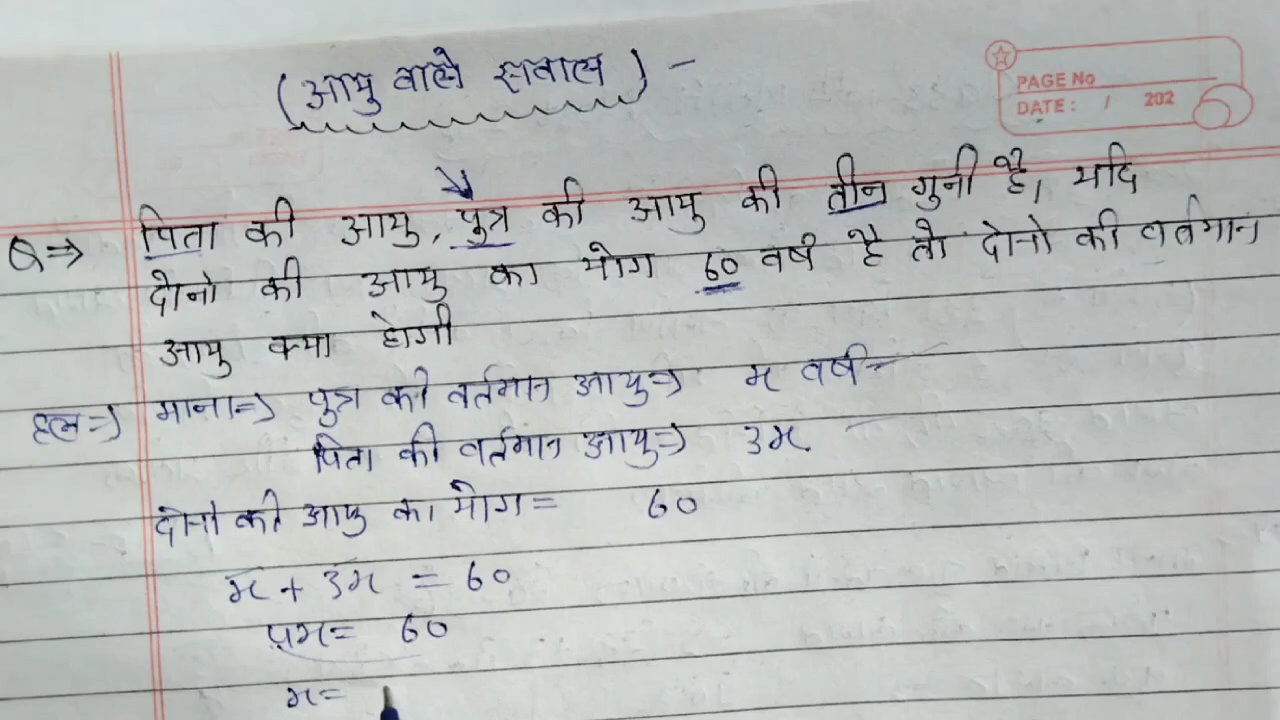 (आयु वाले सवाल) -
PAGE No
DATE : / 202
Q⇒ पिता की आयु, पुत्र की आयु की तीन गुनी है, यदि
दोनो की आयु का योग 60 वर्ष है तो दोनो की वर्तमान
आयु क्या होगी
हल⇒ माना⇒ पुत्र की वर्तमान आयु⇒ x वर्ष
पिता की वर्तमान आयु⇒ 3x
दोनो की आयु का योग = 60
x + 3x = 60
4x = 60
x =